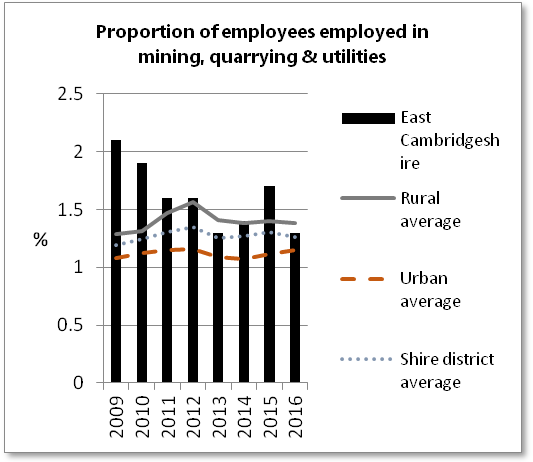 Proportion of employees employed in
mining, quarrying & utilities
2.5
2
1.5
1
0.5
0
%
2009
2010
2011
2012
2013
2014
2015
2016
East
Cambridgesh
ire
Rural
average
Urban
average
Shire district
average